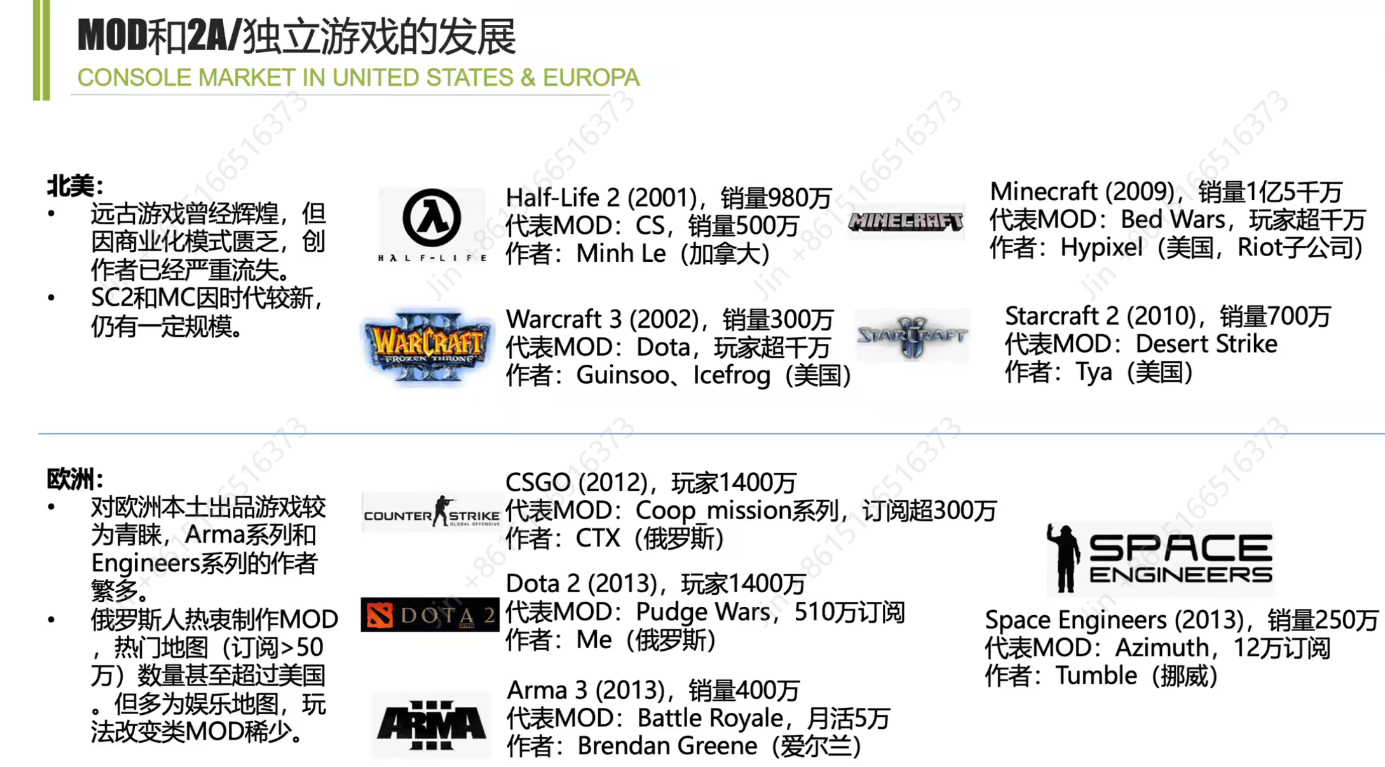 MOD和2A/独立游戏的发展
CONSOLE MARKET IN UNITED STATES & EUROPA
北美：
• 远古游戏曾经辉煌，但
因商业化模式匮乏，创
作者已经严重流失。
• SC2和MC因时代较新，
仍有一定规模。
HALF-LIFE
Half-Life 2 (2001)，销量980万
代表MOD：CS，销量500万
作者：Minh Le（加拿大）
MINECRAFT
Minecraft (2009)，销量1亿5千万
代表MOD：Bed Wars，玩家超千万
作者：Hypixel（美国，Riot子公司）
WARCRAFT
FROZEN THRONE
Warcraft 3 (2002)，销量300万
代表MOD：Dota，玩家超千万
作者：Guinsoo、Icefrog（美国）
STARCRAFT
II
Starcraft 2 (2010)，销量700万
代表MOD：Desert Strike
作者：Tya（美国）
欧洲：
• 对欧洲本土出品游戏较
为青睐，Arma系列和
Engineers系列的作者
繁多。
• 俄罗斯人热衷制作MOD
，热门地图（订阅>50
万）数量甚至超过美国
。但多为娱乐地图，玩
法改变类MOD稀少。
COUNTER STRIKE
GLOBAL OFFENSIVE
CSGO (2012)，玩家1400万
代表MOD：Coop_mission系列，订阅超300万
作者：CTX（俄罗斯）
DOTA 2
Dota 2 (2013)，玩家1400万
代表MOD：Pudge Wars，510万订阅
作者：Me（俄罗斯）
ARMA
III
Arma 3 (2013)，销量400万
代表MOD：Battle Royale，月活5万
作者：Brendan Greene（爱尔兰）
SPACE
ENGINEERS
Space Engineers (2013)，销量250万
代表MOD：Azimuth，12万订阅
作者：Tumble（挪威）
Jin +8615166516373